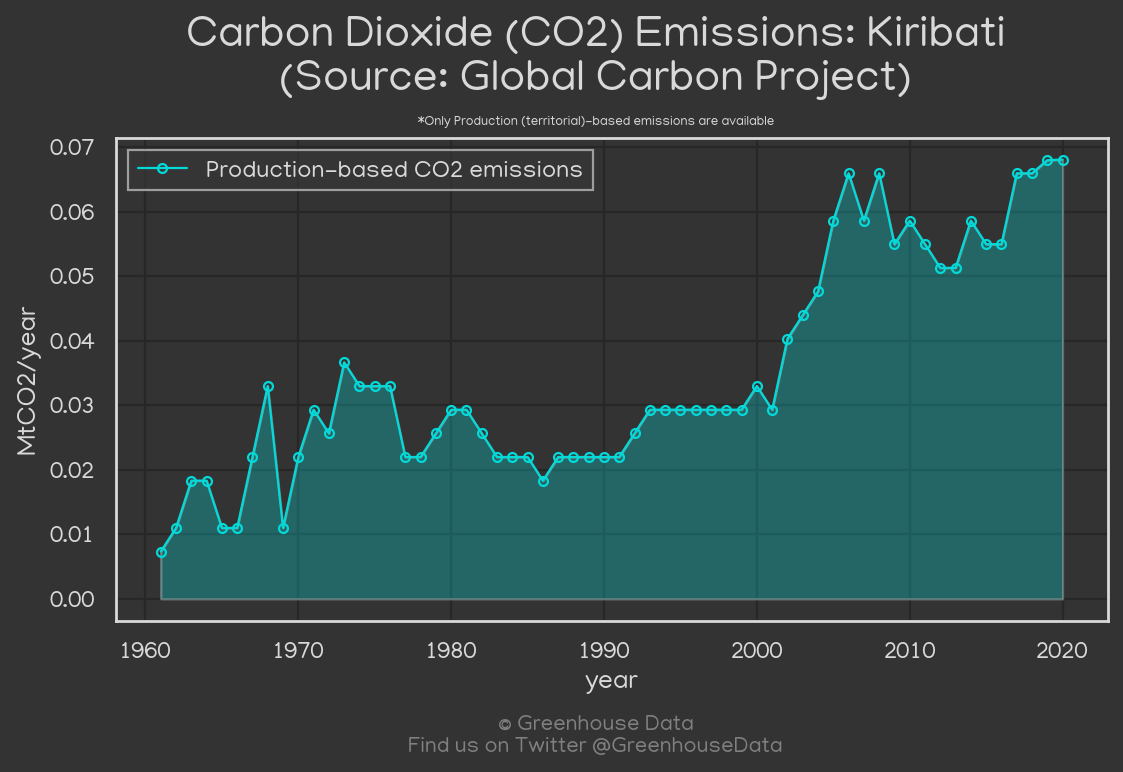 Carbon Dioxide (CO2) Emissions: Kiribati
(Source: Global Carbon Project)
*Only Production (territorial)-based emissions are available
Production-based CO2 emissions
0.07
0.06
0.05
0.04
0.03
0.02
0.01
0.00
MtCO2/year
1960 1970 1980 1990 2000 2010 2020
year
© Greenhouse Data
Find us on Twitter @GreenhouseData